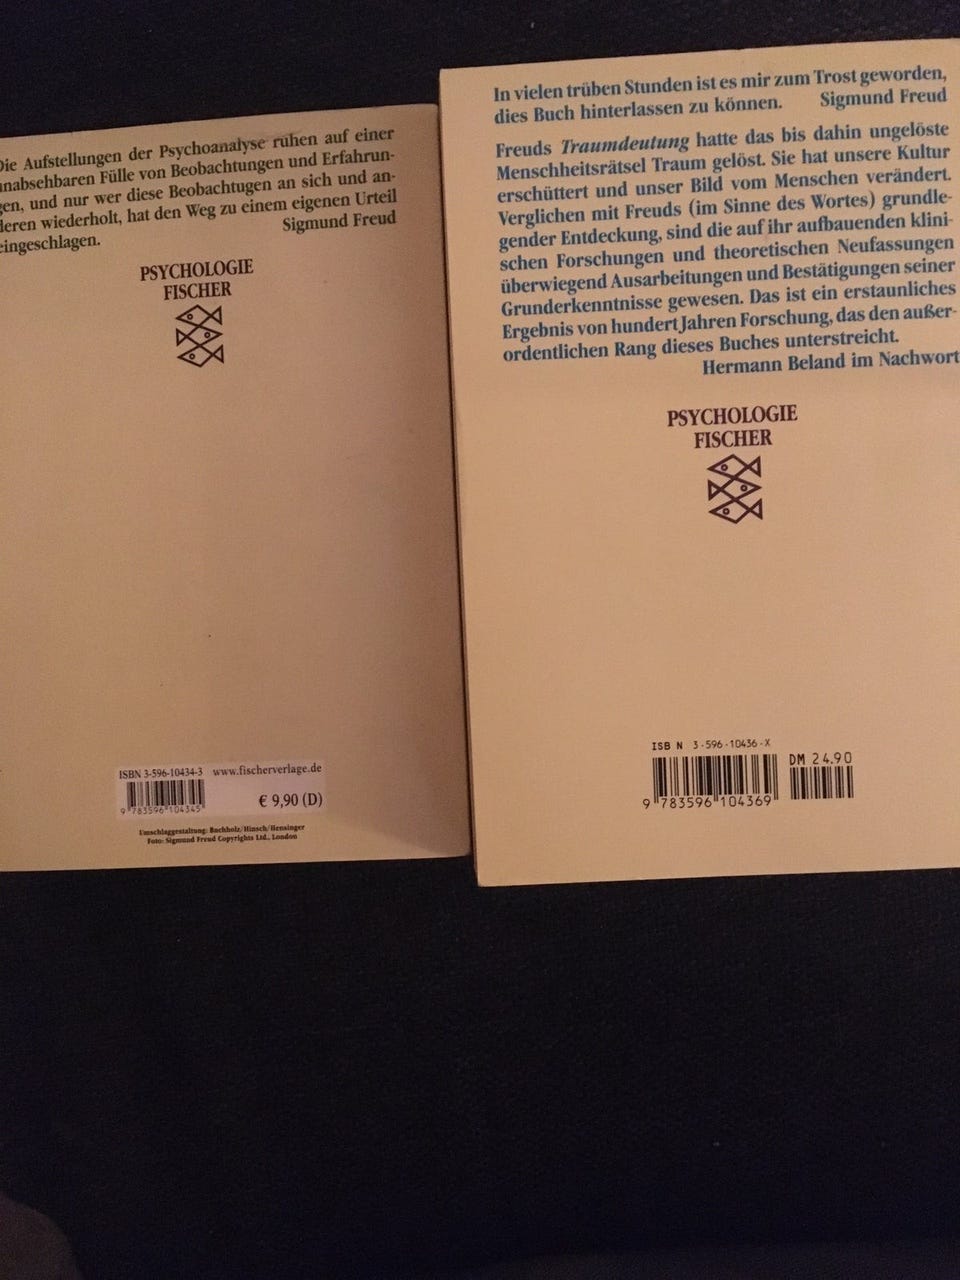 Die Aufstellungen der Psychoanalyse ruhen auf einer
unabsehbaren Fülle von Beobachtungen und Erfahrun-
gen, und nur wer diese Beobachtugen an sich und an-
deren wiederholt, hat den Weg zu einem eigenen Urteil
eingeschlagen.
Sigmund Freud
PSYCHOLOGIE
FISCHER
ISBN 3-596-10434-3 www.fischerverlage.de
9 783596 104345
€ 9,90 (D)
Umschlaggestaltung: Buchholz/Hinsch/Hensinger
Foto: Sigmund Freud Copyrights Ltd., London
In vielen trüben Stunden ist es mir zum Trost geworden,
dies Buch hinterlassen zu können. Sigmund Freud
Freuds Traumdeutung hatte das bis dahin ungelöste
Menschheitsrätsel Traum gelöst. Sie hat unsere Kultur
erschüttert und unser Bild vom Menschen verändert.
Verglichen mit Freuds (im Sinne des Wortes) grundle-
gender Entdeckung, sind die auf ihr aufbauenden klini-
schen Forschungen und theoretischen Neufassungen
überwiegend Ausarbeitungen und Bestätigungen seiner
Grunderkenntnisse gewesen. Das ist ein erstaunliches
Ergebnis von hundert Jahren Forschung, das den außer-
ordentlichen Rang dieses Buches unterstreicht.
Hermann Beland im Nachwort
PSYCHOLOGIE
FISCHER
ISBN 3-596-10436-X
DM 24.90
9 783596 104369